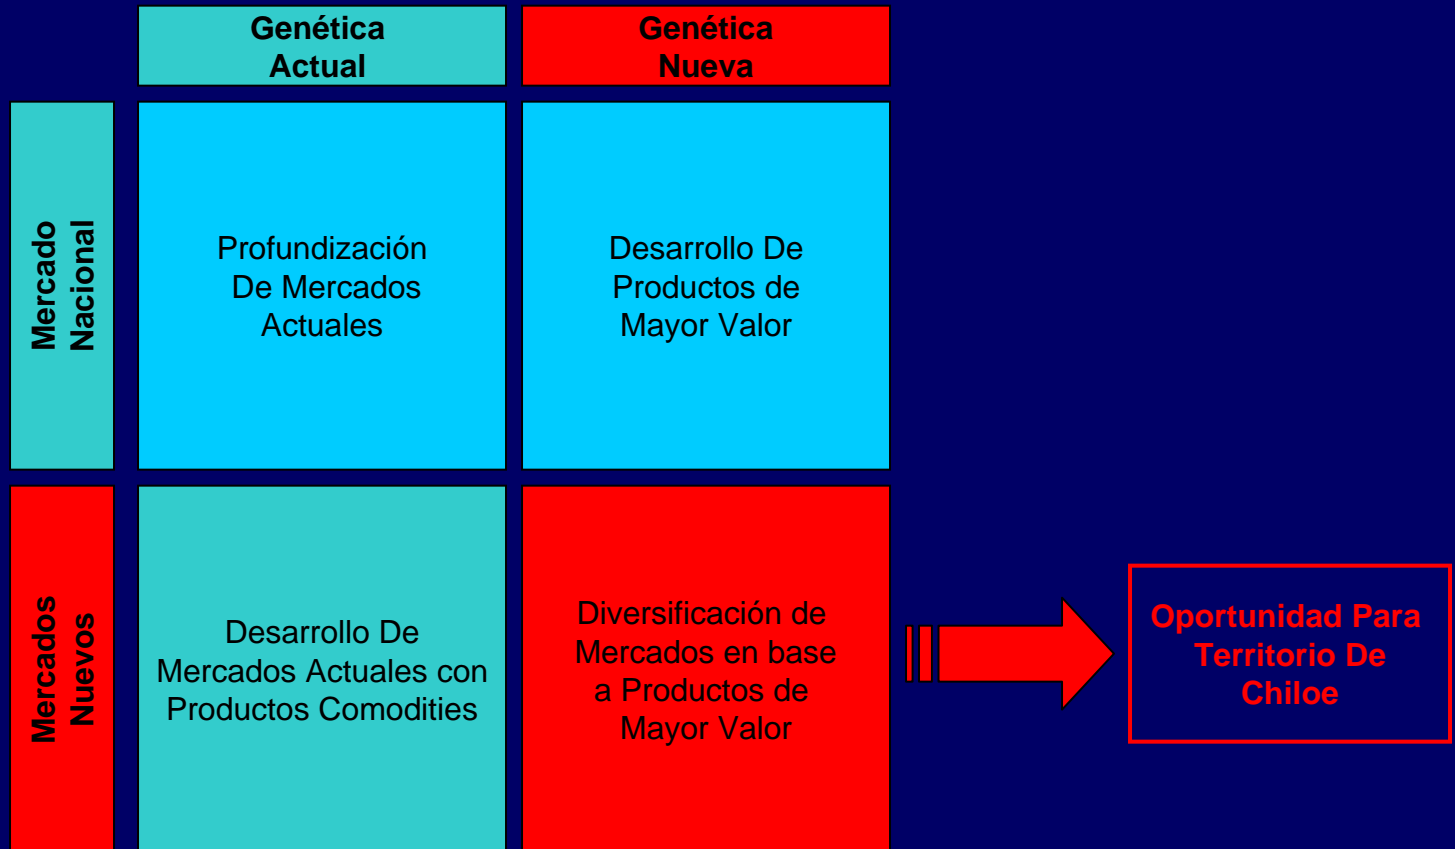 Genética
Actual
Genética
Nueva
Mercado
Nacional
Profundización
De Mercados
Actuales
Desarrollo De
Productos de
Mayor Valor
Mercados
Nuevos
Desarrollo De
Mercados Actuales con
Productos Comodities
Diversificación de
Mercados en base
a Productos de
Mayor Valor
Oportunidad Para
Territorio De
Chiloe